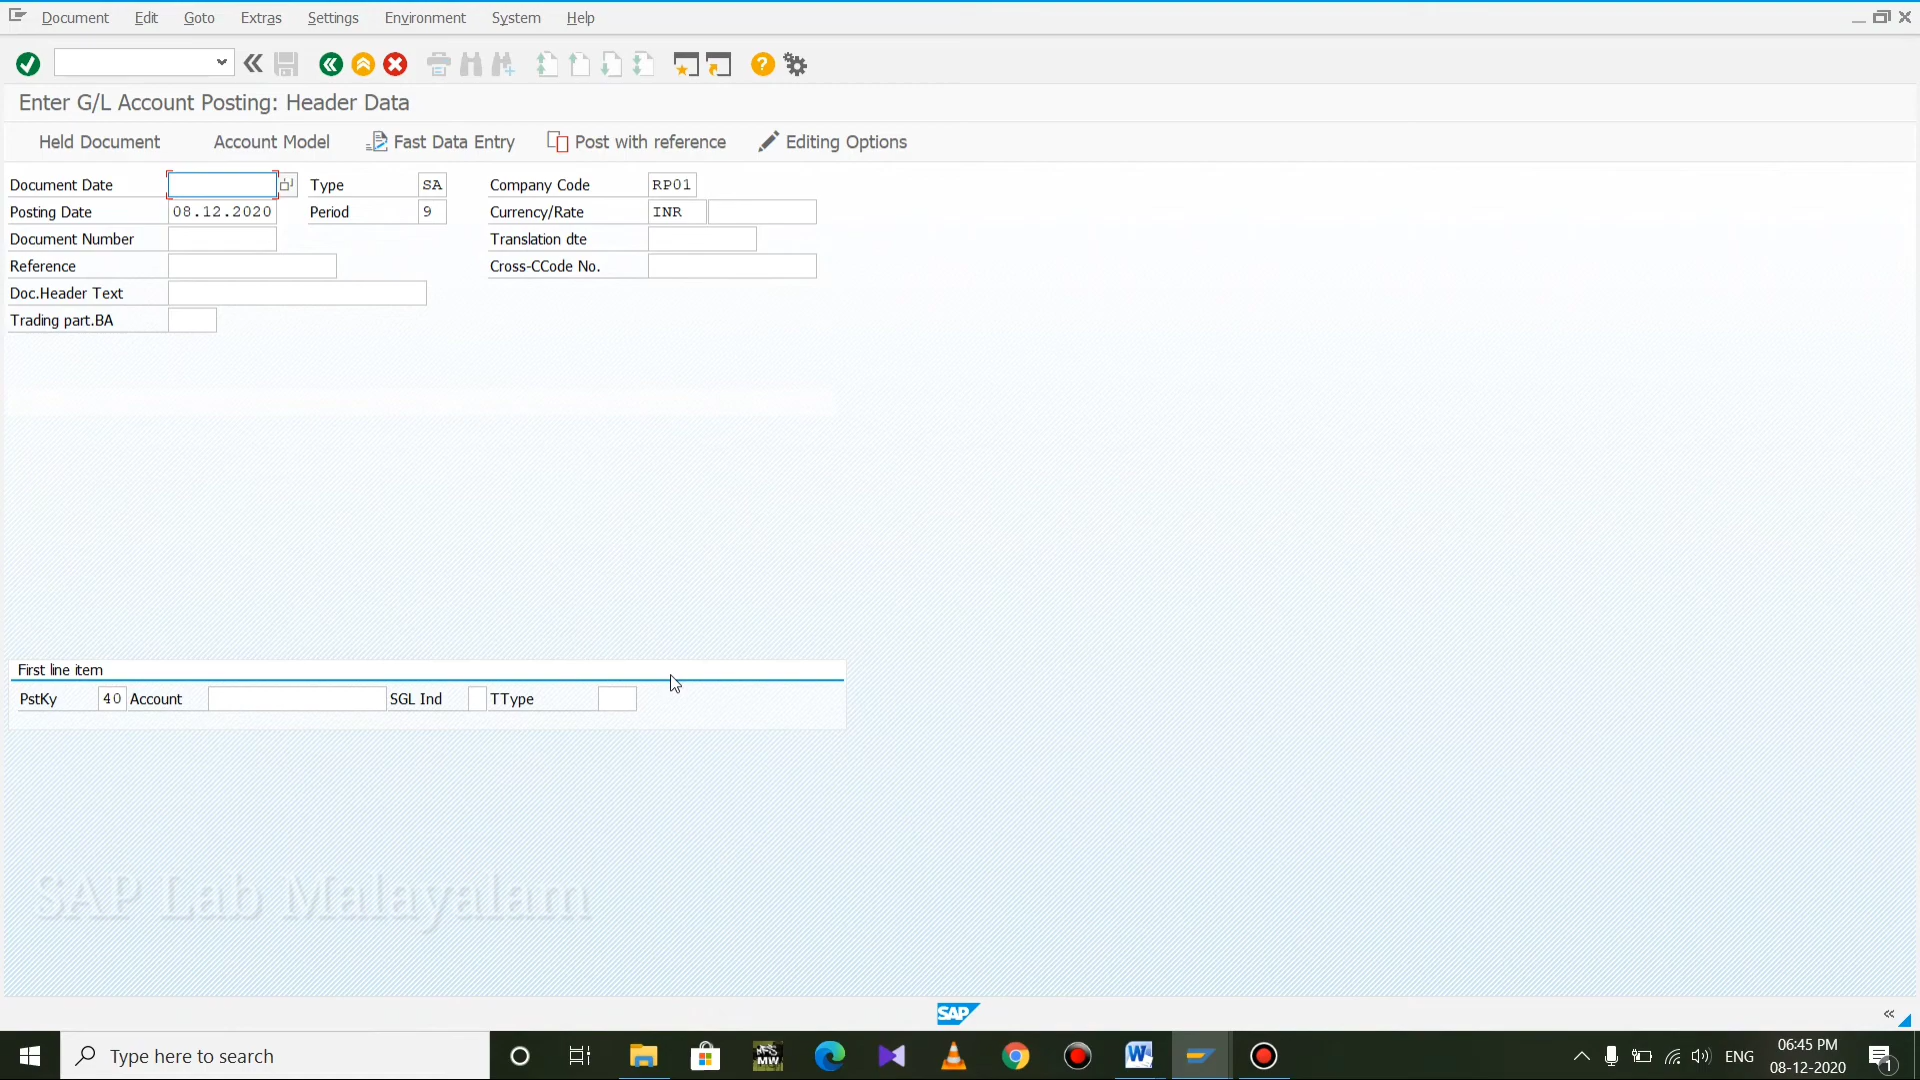 Document Edit Goto Extras Settings Environment System Help
Enter G/L Account Posting: Header Data
Held Document Account Model Fast Data Entry Post with reference Editing Options
Document Date Type SA Company Code RP01
Posting Date 08.12.2020 Period 9 Currency/Rate INR
Document Number Translation dte
Reference Cross-CCode No.
Doc.Header Text
Trading part.BA
First line item
PstKy 40 Account SGL Ind TType
SAP Lab Malayalam
SAP
Type here to search
MW
ENG
06:45 PM
08-12-2020
1